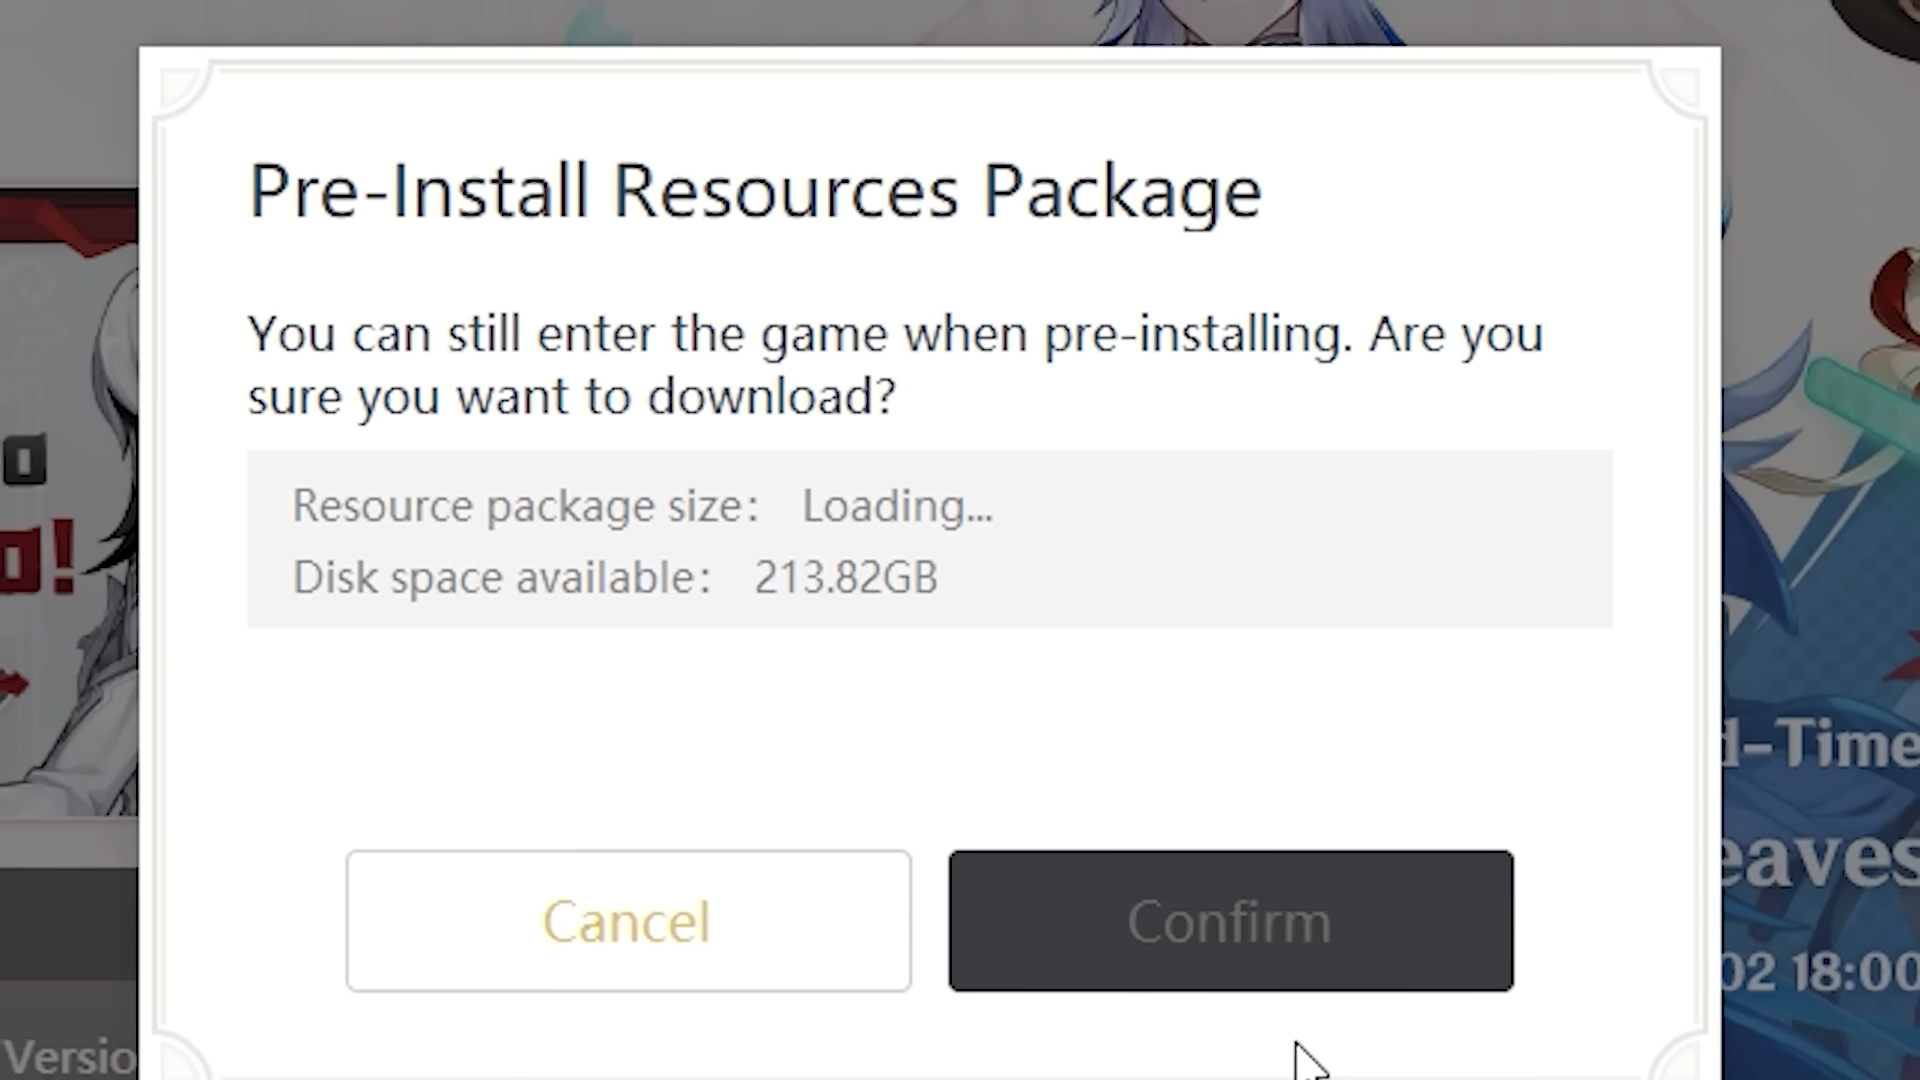 Pre-Install Resources Package
You can still enter the game when pre-installing. Are you
sure you want to download?
Resource package size: Loading...
Disk space available: 213.82GB
Cancel
Confirm
d-Time
eaves
02 18:00
Versio